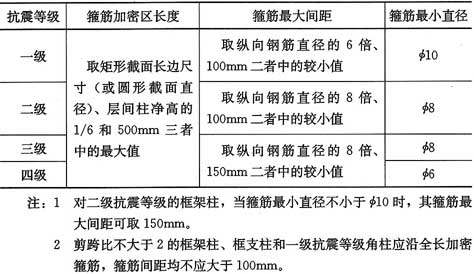 抗震等级 箍筋加密区长度 箍筋最大间距 箍筋最小直径
一级 取矩形截面长边尺寸（或圆形截面直径）、层间柱净高的1/6和500mm三者中的最大值 取纵向钢筋直径的6倍、100mm二者中的较小值 ϕ10
二级 取纵向钢筋直径的8倍、100mm二者中的较小值 ϕ8
三级 取纵向钢筋直径的8倍、150mm二者中的较小值 ϕ8
四级 ϕ6
注：1 对二级抗震等级的框架柱，当箍筋最小直径不小于ϕ10时，其箍筋最
大间距可取150mm。
2 剪跨比不大于2的框架柱、框支柱和一级抗震等级角柱应沿全长加密
箍筋，箍筋间距均不应大于100mm。